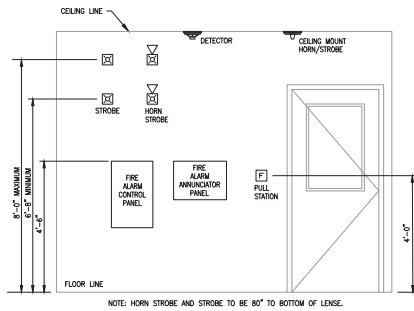 CEILING LINE
DETECTOR
CEILING MOUNT
HORN/STROBE
STROBE
HORN
STROBE
8'-0" MAXIMUM
6'-8" MINIMUM
4'-6"
FIRE
ALARM
CONTROL
PANEL
FIRE
ALARM
ANNUNCIATOR
PANEL
F
PULL
STATION
4'-0"
FLOOR LINE
NOTE: HORN STROBE AND STROBE TO BE 80" TO BOTTOM OF LENSE.